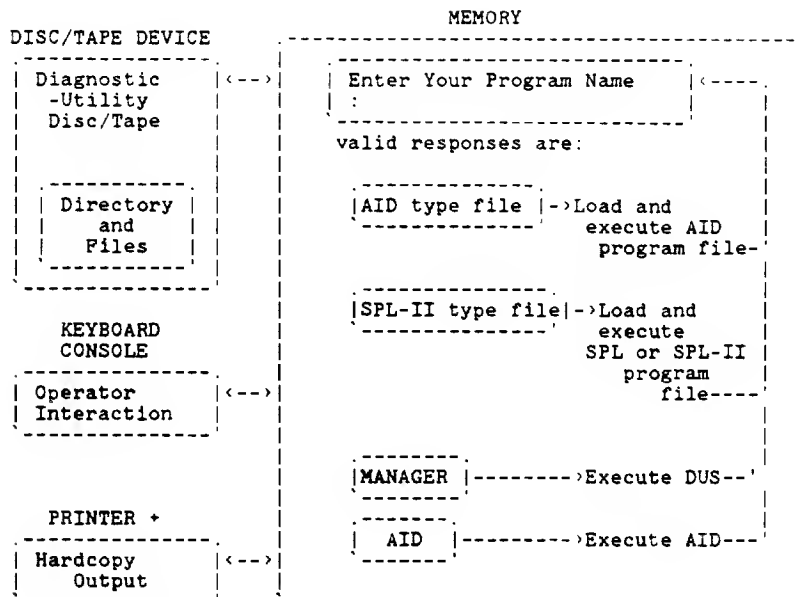 MEMORY
DISC/TAPE DEVICE
Diagnostic
-Utility
Disc/Tape
Directory
and
Files
KEYBOARD
CONSOLE
Operator
Interaction
PRINTER +
Hardcopy
Output
Enter Your Program Name
:
valid responses are:
AID type file
Load and
execute AID
program file
SPL-II type file
Load and
execute
SPL or SPL-II
program
file
MANAGER
Execute DUS
AID
Execute AID